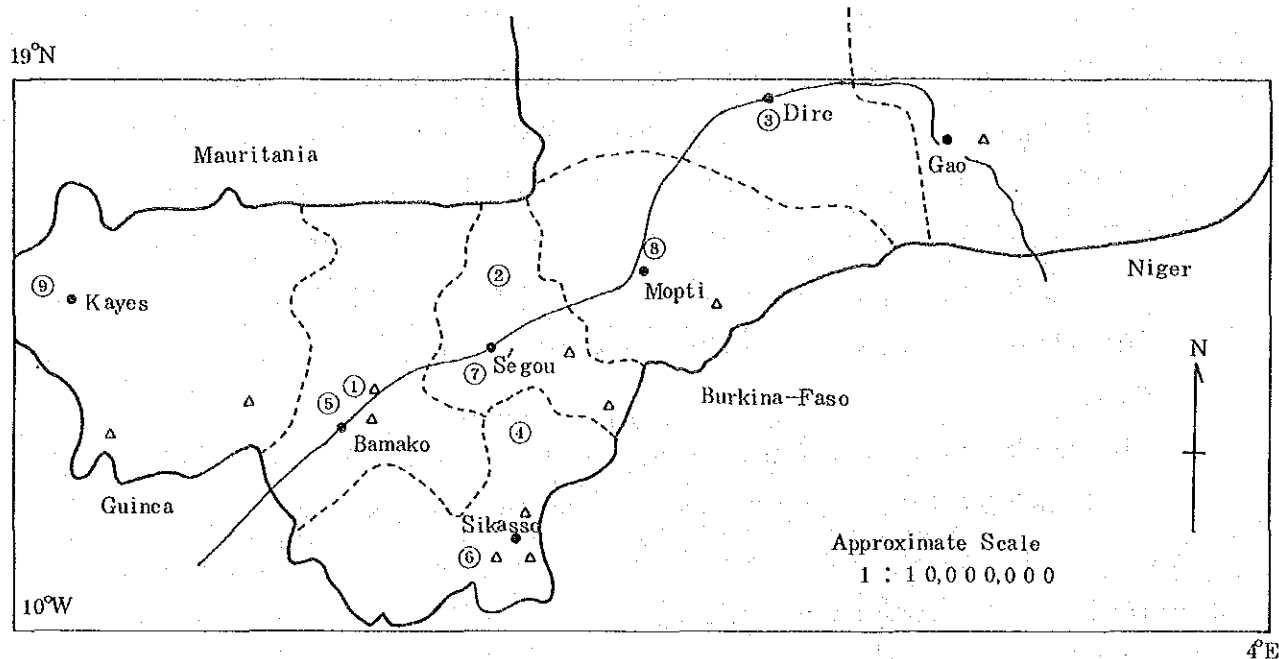 19°N
③ Dire
Mauritania
Gao
⑧
②
Mopti
Niger
⑨ Kayes
Ségou
⑦
①
⑤
Burkina-Faso
④
Bamako
Guinea
Sikasso
⑥
N
Approximate Scale
1 : 10,000,000
10°W
4°E